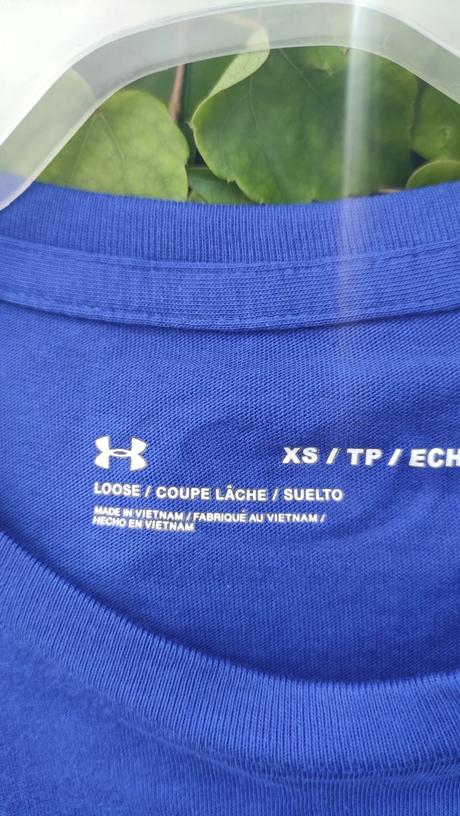 XS / TP / ECH
LOOSE / COUPE LÂCHE / SUELTO
MADE IN VIETNAM / FABRIQUÉ AU VIETNAM /
HECHO EN VIETNAM